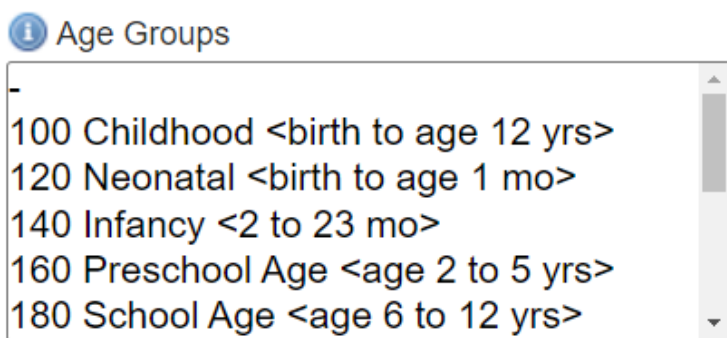 Age Groups
-
100 Childhood <birth to age 12 yrs>
120 Neonatal <birth to age 1 mo>
140 Infancy <2 to 23 mo>
160 Preschool Age <age 2 to 5 yrs>
180 School Age <age 6 to 12 yrs>